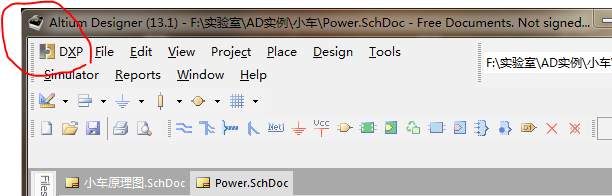 Altium Designer (13.1) - F:\实验室\AD实例\小车\Power.SchDoc - Free Documents. Not signed...
DXP File Edit View Project Place Design Tools
F:\实验室\AD实例\小车\
Simulator Reports Window Help
Net Vcc D1
Files 小车原理图.SchDoc Power.SchDoc